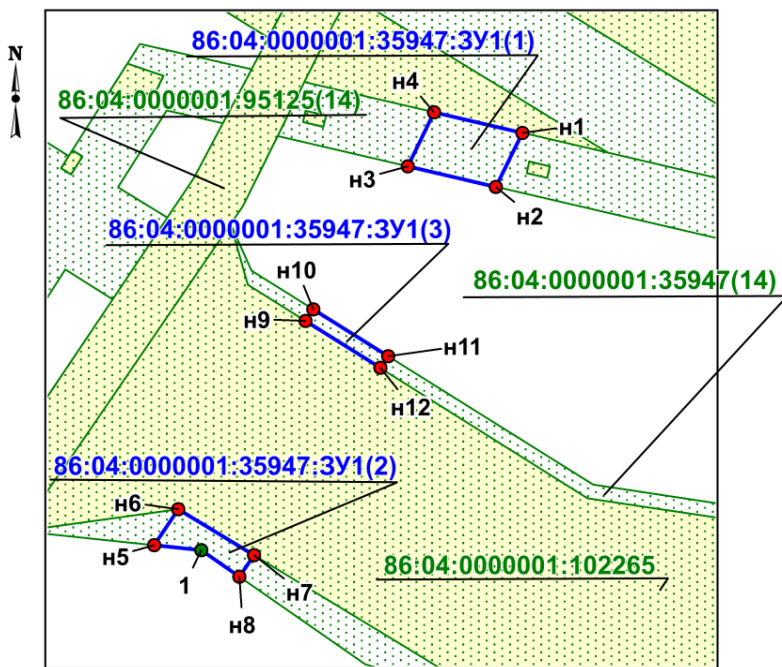 86:04:0000001:35947:ЗУ1(1)
N
86:04:0000001:95125(14)
н4
н1
н3
н2
86:04:0000001:35947:ЗУ1(3)
86:04:0000001:35947(14)
н10
н9
н11
н12
86:04:0000001:35947:ЗУ1(2)
н6
н5
1
н7
н8
86:04:0000001:102265